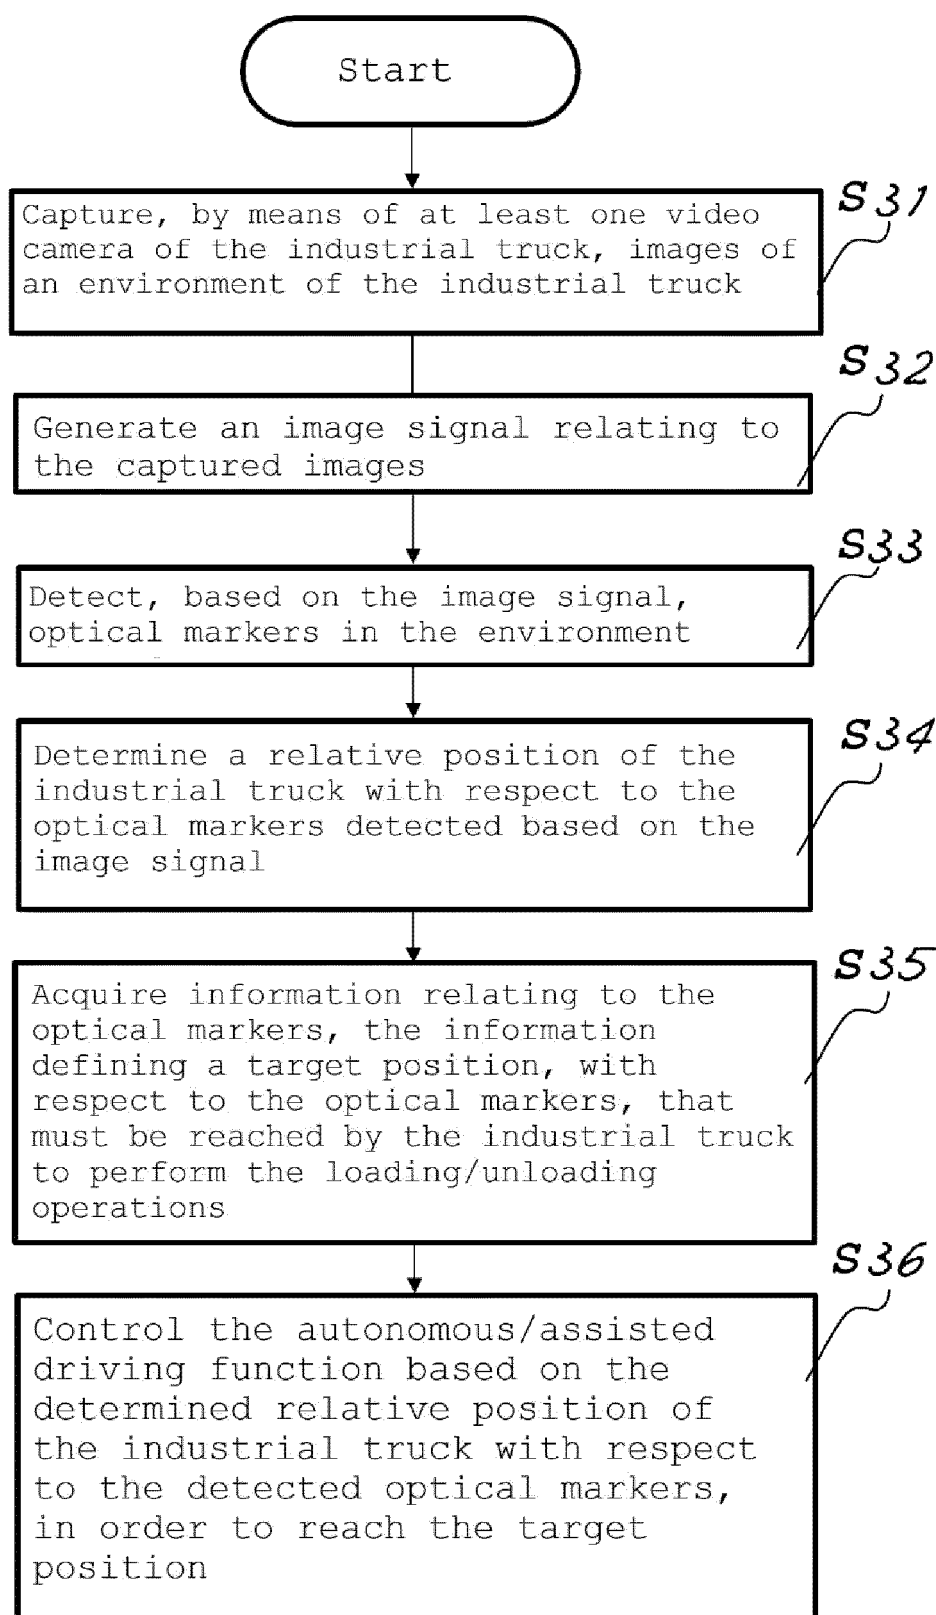 Start
S31
Capture, by means of at least one video
camera of the industrial truck, images of
an environment of the industrial truck
S32
Generate an image signal relating to
the captured images
S33
Detect, based on the image signal,
optical markers in the environment
S34
Determine a relative position of the
industrial truck with respect to the
optical markers detected based on the
image signal
S35
Acquire information relating to the
optical markers, the information
defining a target position, with
respect to the optical markers, that
must be reached by the industrial truck
to perform the loading/unloading
operations
S36
Control the autonomous/assisted
driving function based on the
determined relative position of
the industrial truck with respect
to the detected optical markers,
in order to reach the target
position